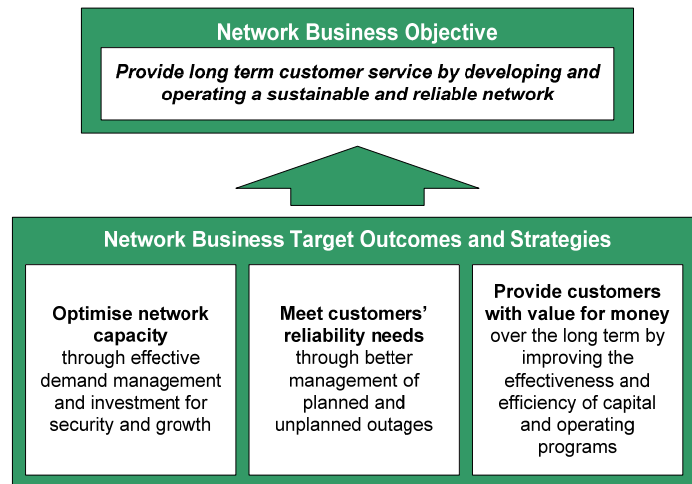 Network Business Objective
Provide long term customer service by developing and
operating a sustainable and reliable network
Network Business Target Outcomes and Strategies
Optimise network
capacity
through effective
demand management
and investment for
security and growth
Meet customers'
reliability needs
through better
management of
planned and
unplanned outages
Provide customers
with value for money
over the long term by
improving the
effectiveness and
efficiency of capital
and operating
programs